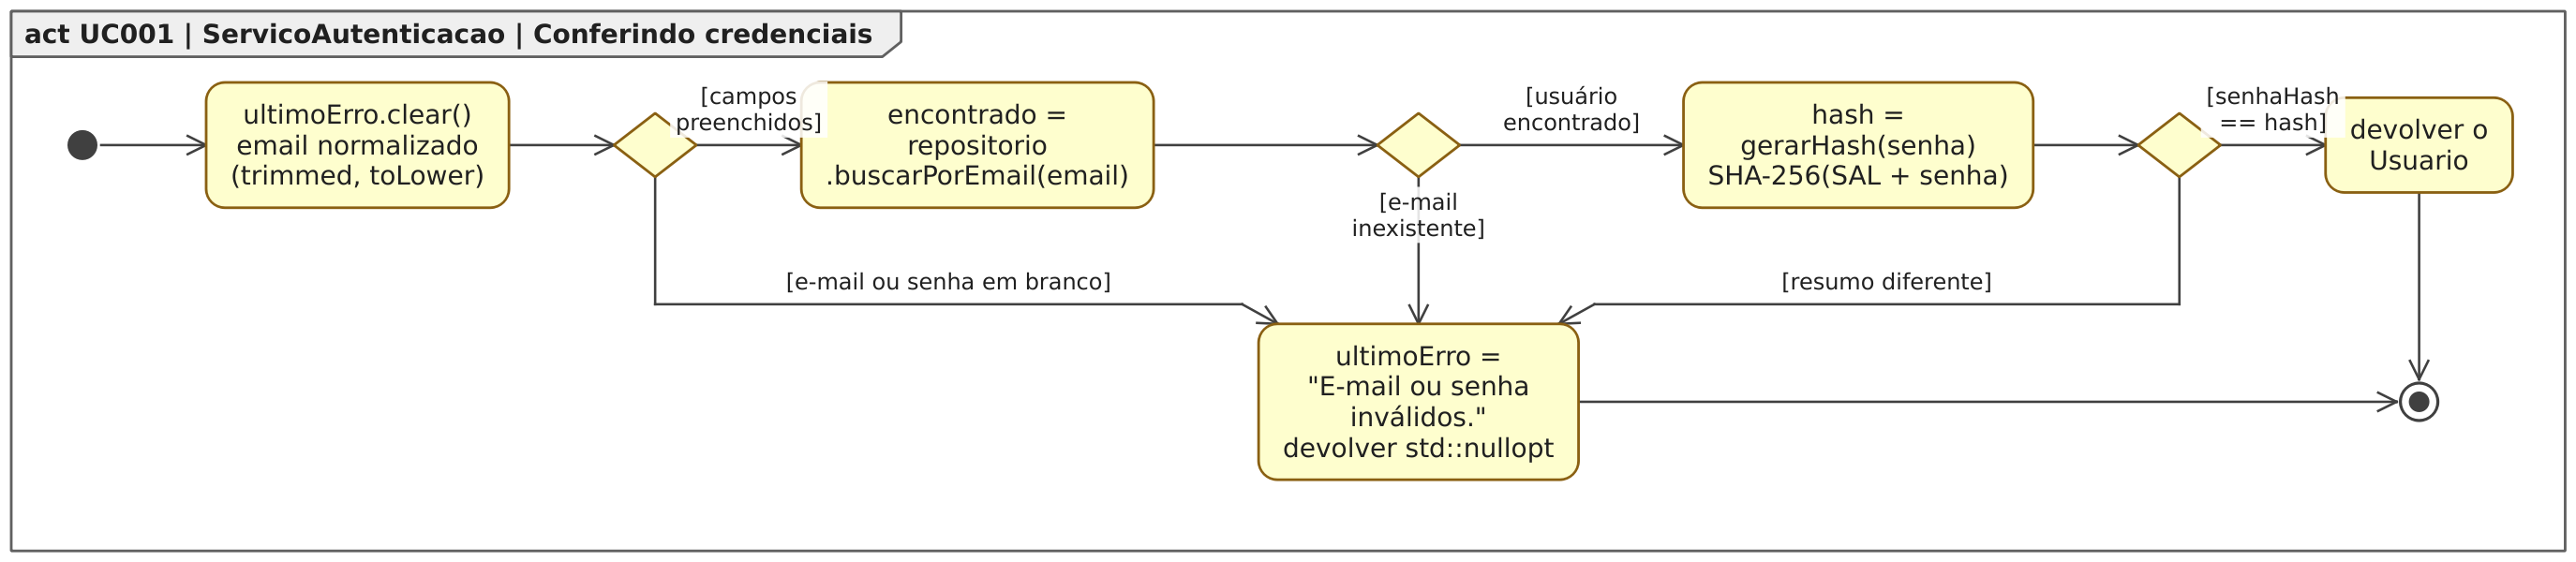 act UC001 | ServicoAutenticacao | Conferindo credenciais
ultimoErro.clear()
email normalizado
(trimmed, toLower)
[campos
preenchidos]
encontrado =
repositorio
.buscarPorEmail(email)
[usuário
encontrado]
hash =
gerarHash(senha)
SHA-256(SAL + senha)
[senhaHash
== hash]
devolver o
Usuario
[e-mail
inexistente]
[e-mail ou senha em branco]
[resumo diferente]
ultimoErro =
"E-mail ou senha
inválidos."
devolver std::nullopt